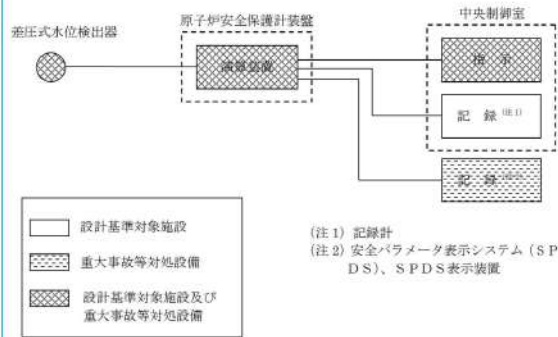 差圧式水位検出器
原子炉安全保護計装盤
中央制御室
演算装置
指 示
記 録 (注1)
記 録 (注2)
設計基準対象施設
重大事故等対処設備
設計基準対象施設及び
重大事故等対処設備
(注1) 記録計
(注2) 安全パラメータ表示システム(SP
DS)、SPDS表示装置